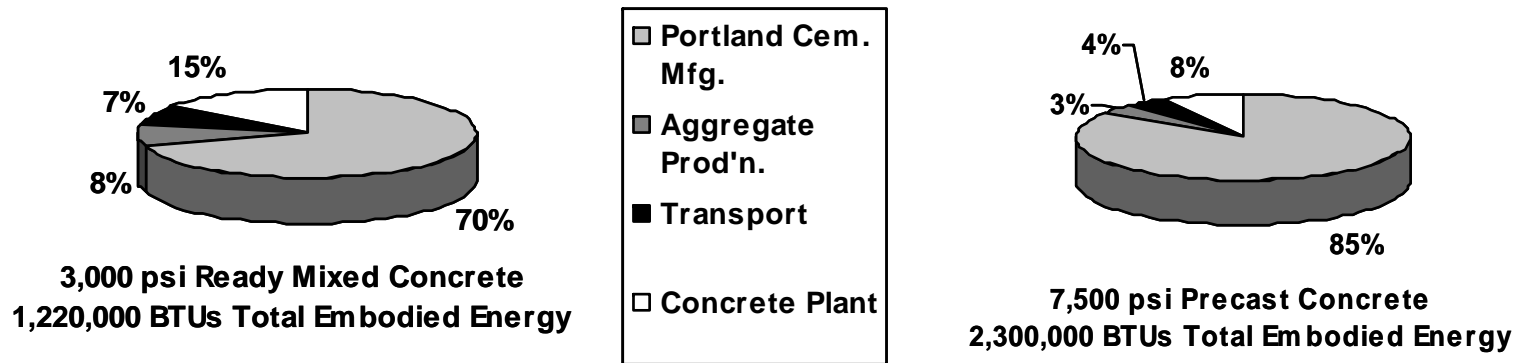 15%
7%
8%
70%
3,000 psi Ready Mixed Concrete
1,220,000 BTUs Total Embodied Energy
Portland Cem.
Mfg.
Aggregate
Prod'n.
Transport
Concrete Plant
4%
8%
3%
85%
7,500 psi Precast Concrete
2,300,000 BTUs Total Embodied Energy